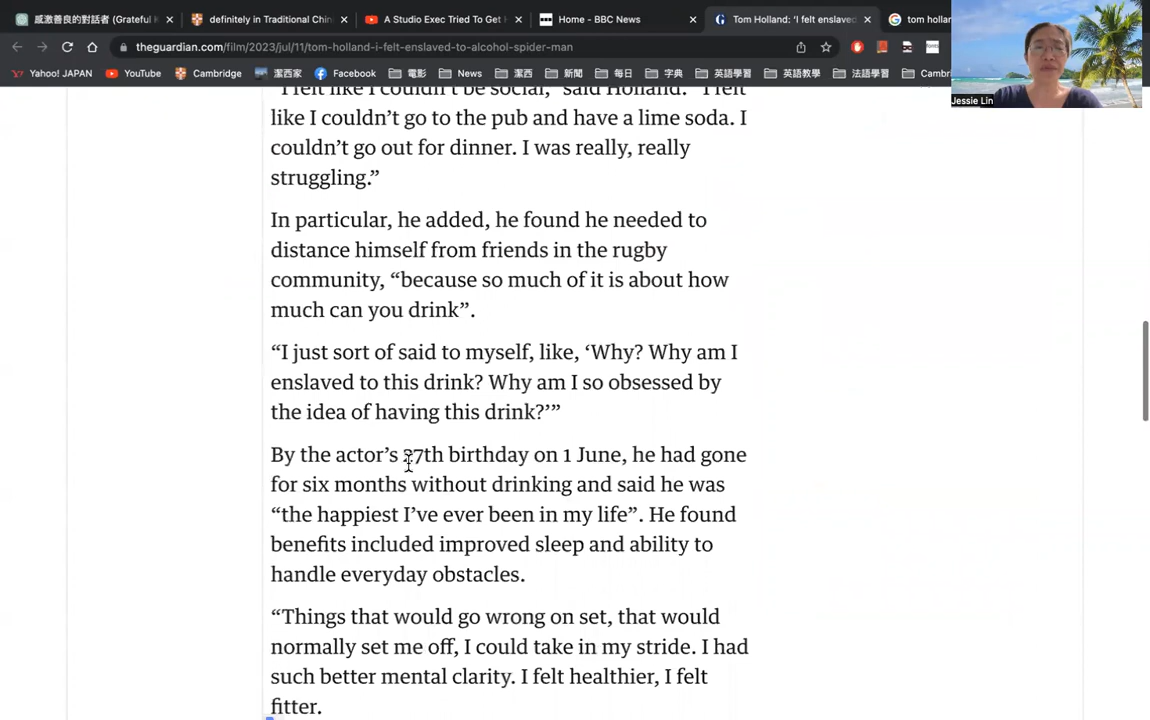 感激善良的對話者 (Grateful K
definitely in Traditional Chin
A Studio Exec Tried To Get
Home - BBC News
Tom Holland: 'I felt enslaved
tom hollan
theguardian.com/film/2023/jul/11/tom-holland-i-felt-enslaved-to-alcohol-spider-man
Yahoo! JAPAN
YouTube
Cambridge
潔西家
Facebook
電影
News
潔西
新聞
每日
字典
英語學習
英語教學
法語學習
Cambri
Jessie Lin
"I felt like I couldn't be social," said Holland. "I felt
like I couldn't go to the pub and have a lime soda. I
couldn't go out for dinner. I was really, really
struggling."
In particular, he added, he found he needed to
distance himself from friends in the rugby
community, "because so much of it is about how
much can you drink".
"I just sort of said to myself, like, 'Why? Why am I
enslaved to this drink? Why am I so obsessed by
the idea of having this drink?'"
By the actor's 27th birthday on 1 June, he had gone
for six months without drinking and said he was
"the happiest I've ever been in my life". He found
benefits included improved sleep and ability to
handle everyday obstacles.
"Things that would go wrong on set, that would
normally set me off, I could take in my stride. I had
such better mental clarity. I felt healthier, I felt
fitter.